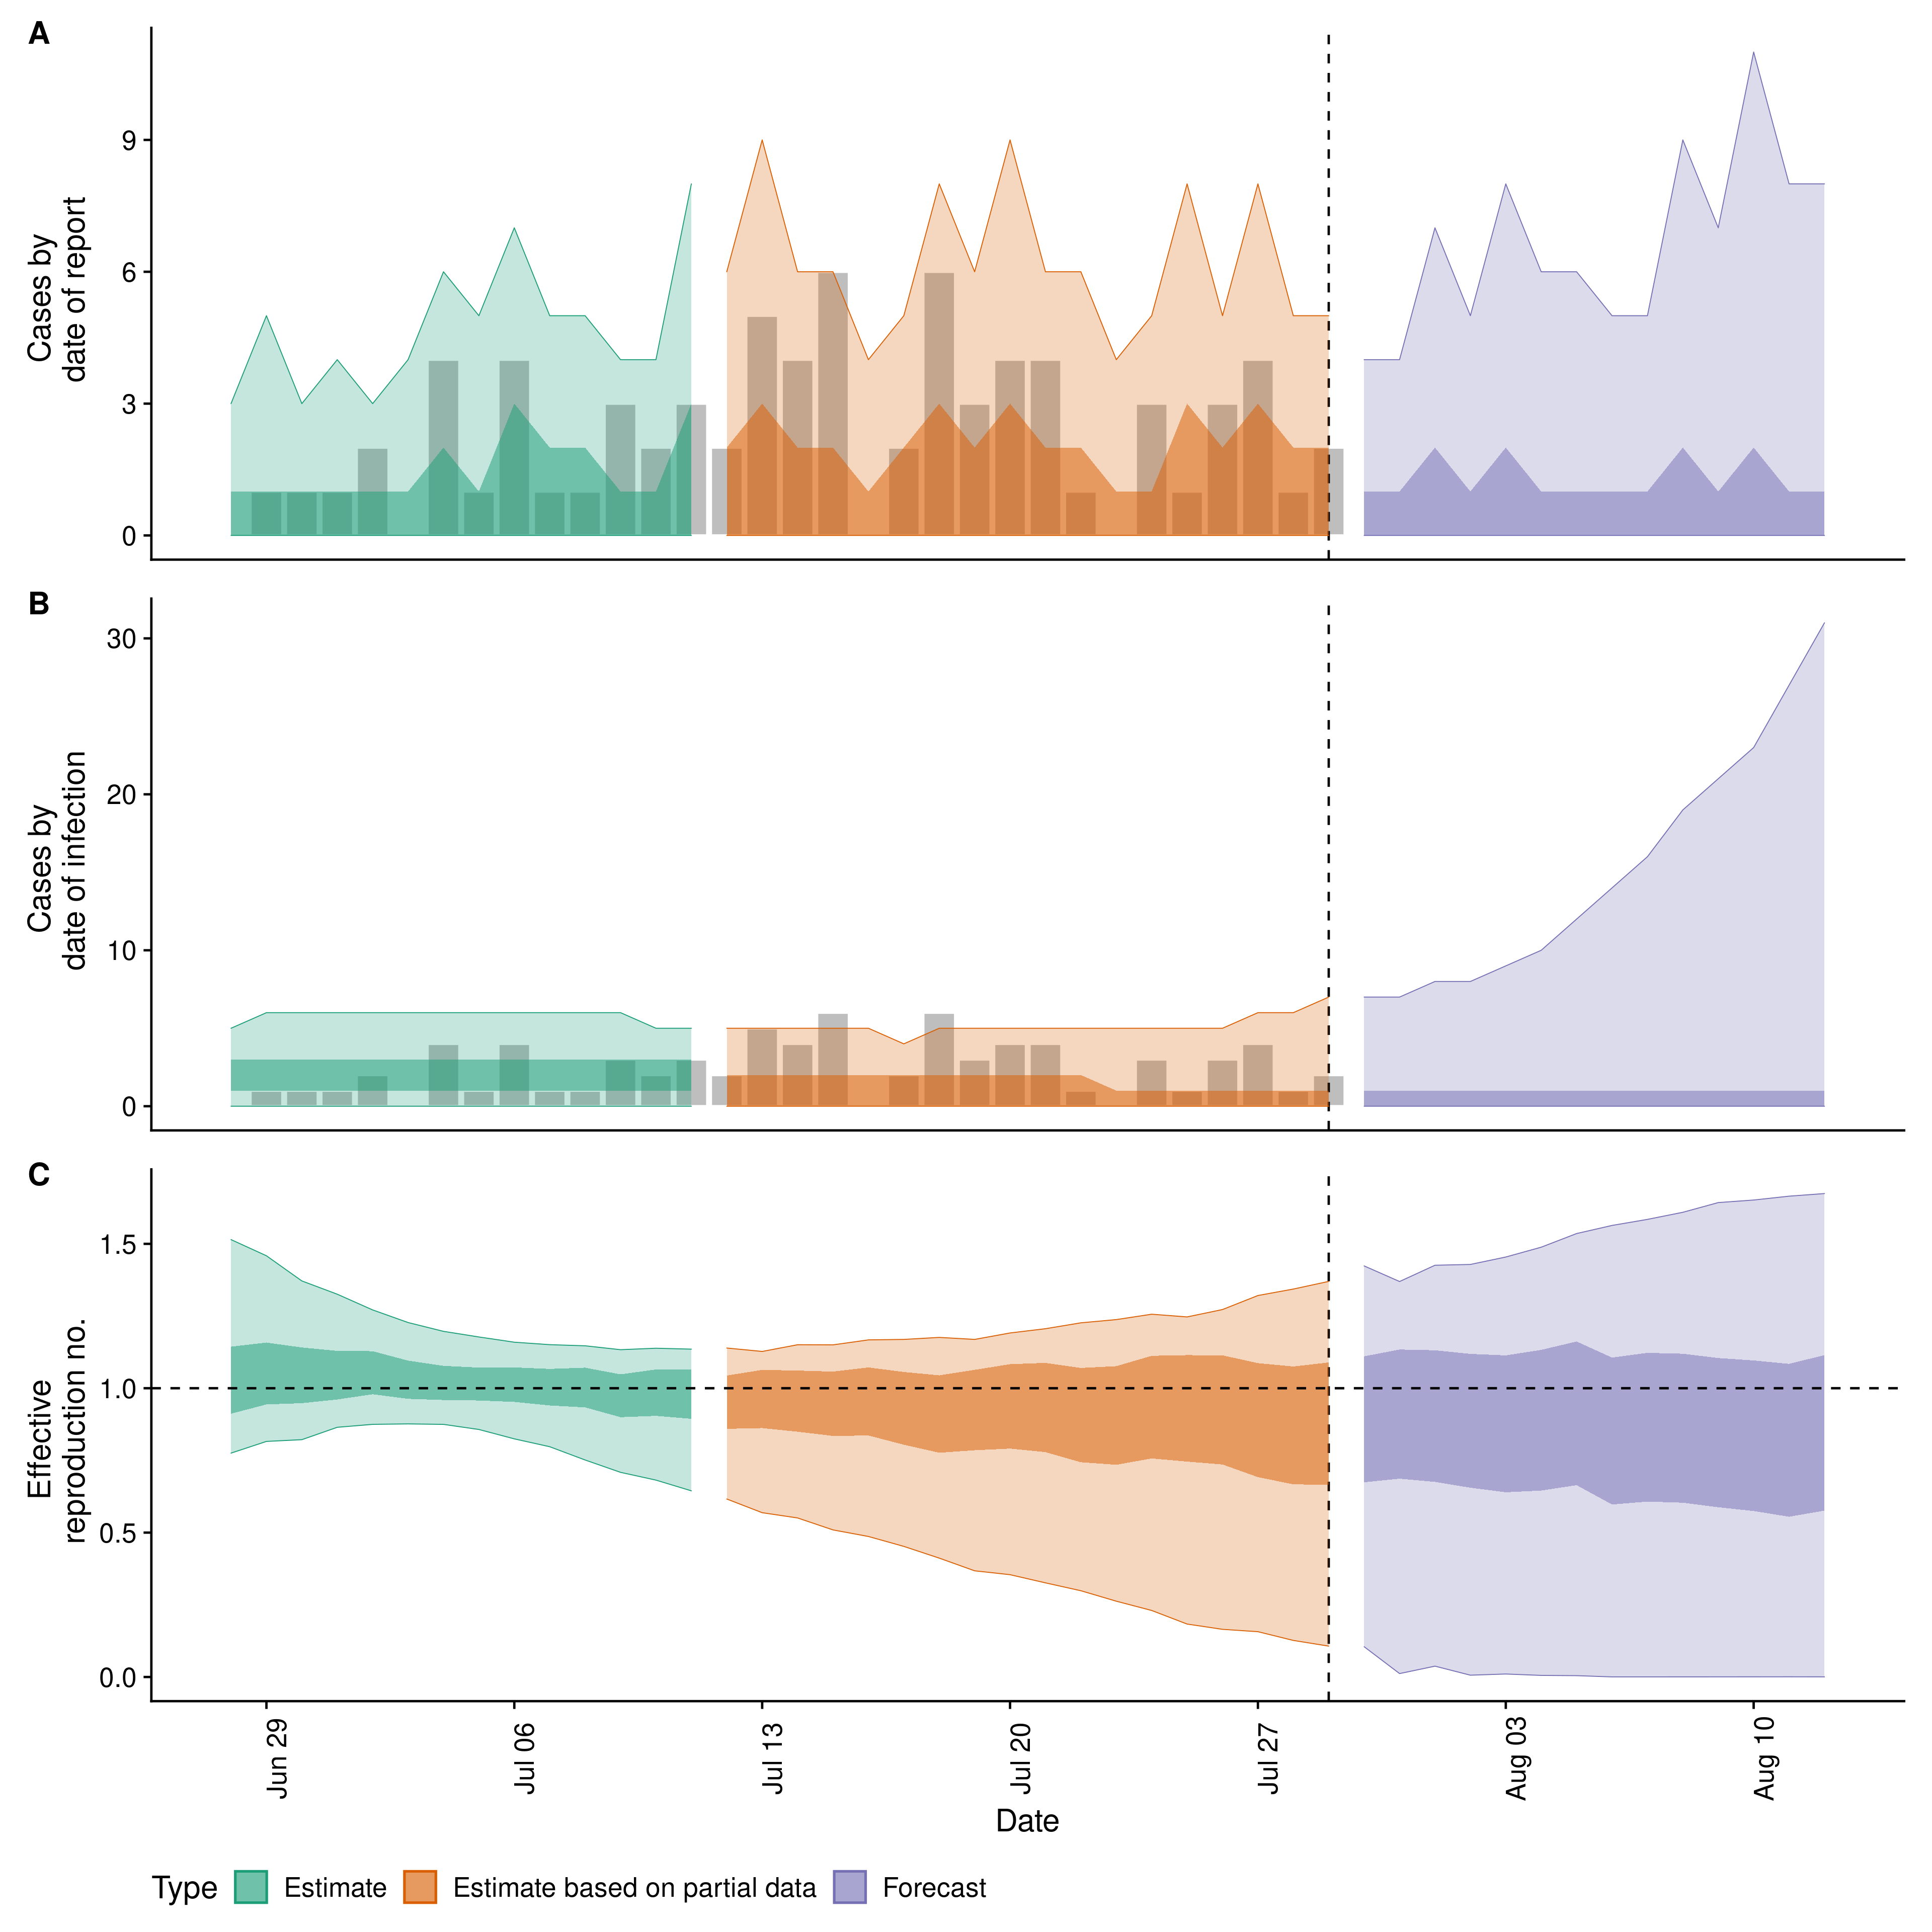 A
Cases by
date of report
9
6
3
0
B
Cases by
date of infection
30
20
10
0
C
Effective
reproduction no.
1.5
1.0
0.5
0.0
Jun 29
Jul 06
Jul 13
Jul 20
Jul 27
Aug 03
Aug 10
Date
Type Estimate Estimate based on partial data Forecast